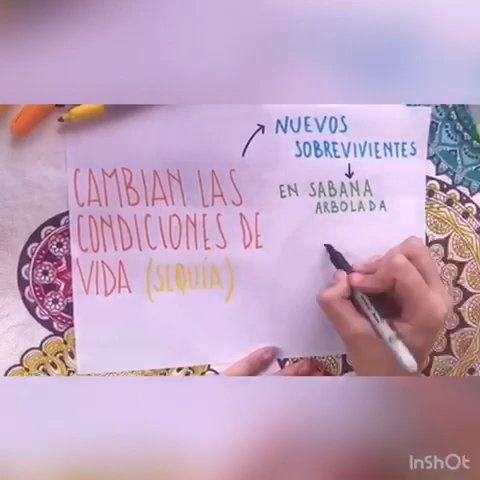 NUEVOS
SOBREVIVIENTES
EN SABANA
ARBOLADA
CAMBIAN LAS
CONDICIONES DE
VIDA (SEQUÍA)
InShOt